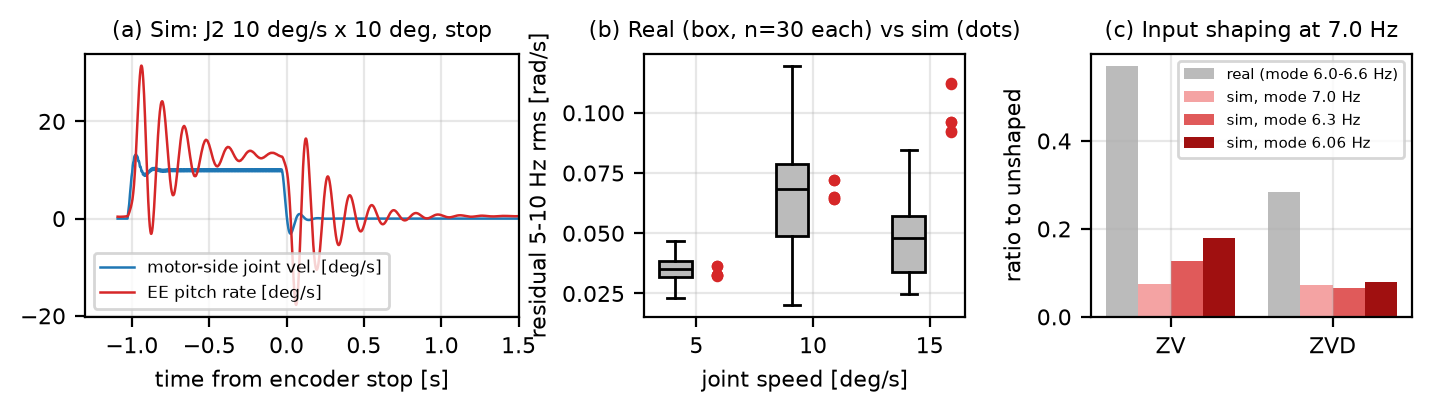 (a) Sim: J2 10 deg/s x 10 deg, stop
20
0
−20
motor-side joint vel. [deg/s]
EE pitch rate [deg/s]
−1.0 −0.5 0.0 0.5 1.0 1.5
time from encoder stop [s]
(b) Real (box, n=30 each) vs sim (dots)
residual 5-10 Hz rms [rad/s]
0.100
0.075
0.050
0.025
5 10 15
joint speed [deg/s]
(c) Input shaping at 7.0 Hz
ratio to unshaped
0.4
0.2
0.0
real (mode 6.0-6.6 Hz)
sim, mode 7.0 Hz
sim, mode 6.3 Hz
sim, mode 6.06 Hz
ZV ZVD